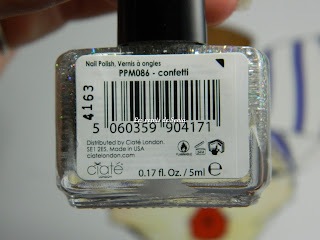 Nail Polish, Vernis à ongles
PPM086 - confetti
4163
5 060359 904171
Distributed by Ciaté London.
SE1 2ES. Made in USA
ciatelondon.com
ciaté
0.17 fl. Oz./ 5ml ℮